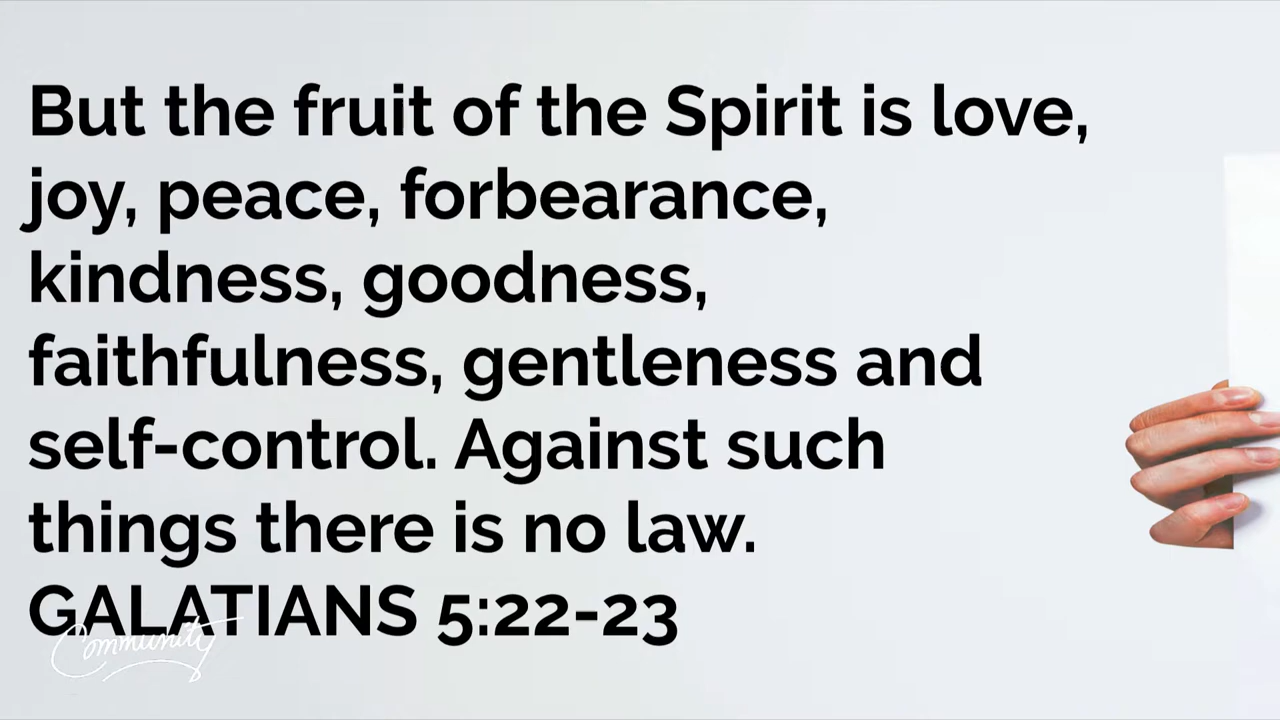 But the fruit of the Spirit is love,
joy, peace, forbearance,
kindness, goodness,
faithfulness, gentleness and
self-control. Against such
things there is no law.
GALATIANS 5:22-23
Community